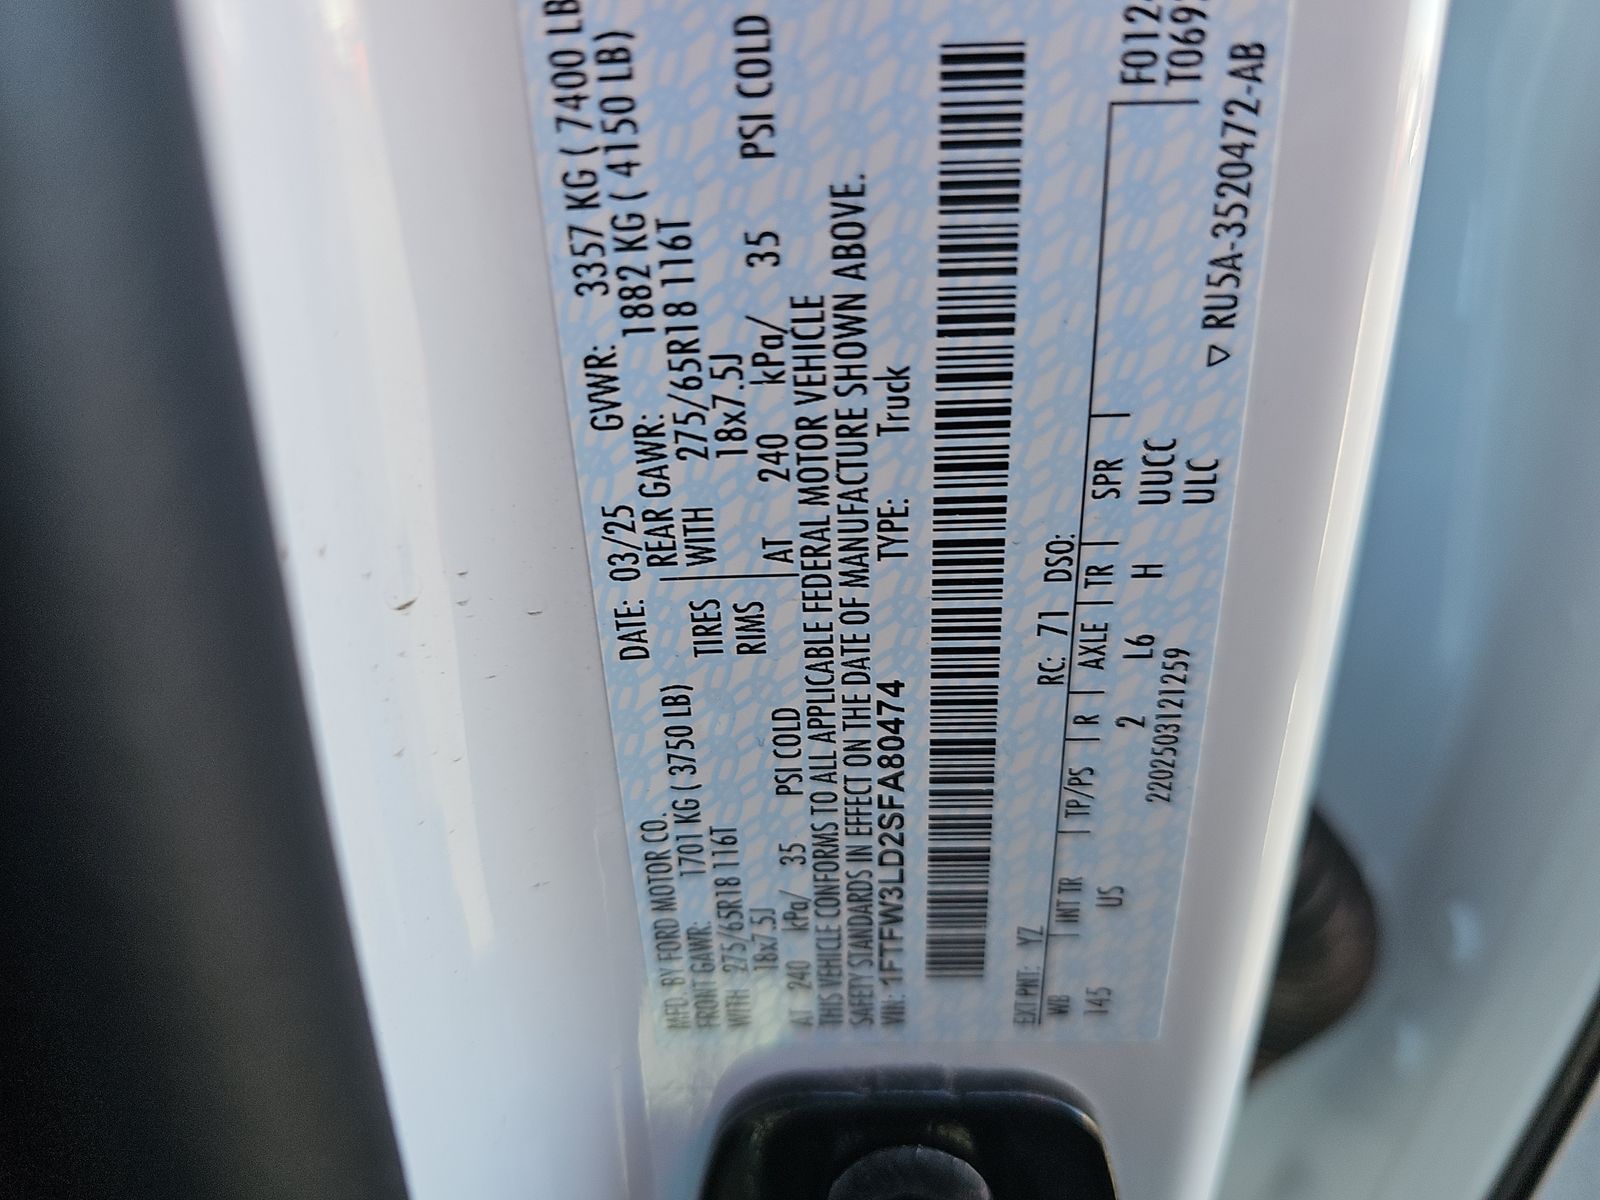 MFD. BY FORD MOTOR CO.
DATE: 03/25 GVWR: 3357 KG ( 7400 LB
FRONT GAWR: 1701 KG ( 3750 LB)
REAR GAWR: 1882 KG ( 4150 LB)
WITH 275/65R18 116T TIRES WITH 275/65R18 116T
18x7.5J RIMS 18x7.5J
AT 240 kPa/ 35 PSI COLD AT 240 kPa/ 35 PSI COLD
THIS VEHICLE CONFORMS TO ALL APPLICABLE FEDERAL MOTOR VEHICLE
SAFETY STANDARDS IN EFFECT ON THE DATE OF MANUFACTURE SHOWN ABOVE.
VIN: 1FTFW3LD2SFA80474 TYPE: Truck
EXT PNT: YZ RC: 71 DSO:
WB INT TR TP/PS R AXLE TR SPR
F012
145 US 2 L6 H UUCC
T069
2202503121259 ULC
▽ RU5A-3520472-AB